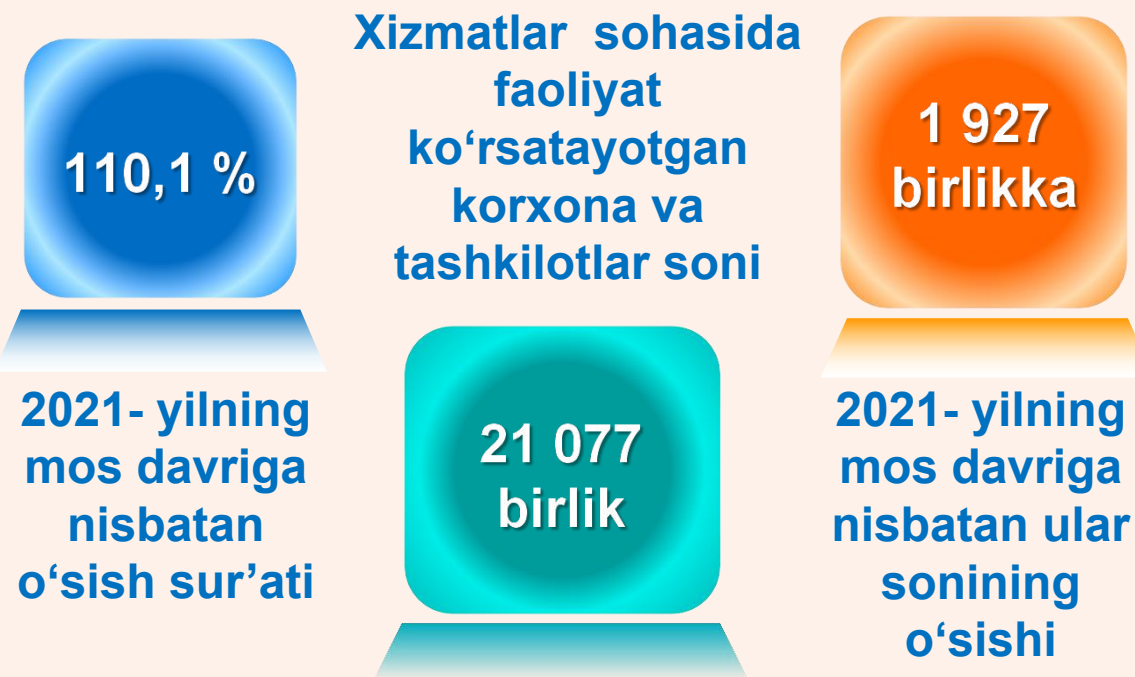 110,1 %
2021- yilning
mos davriga
nisbatan
o‘sish sur’ati
Xizmatlar sohasida
faoliyat
ko‘rsatayotgan
korxona va
tashkilotlar soni
21 077
birlik
1 927
birlikka
2021- yilning
mos davriga
nisbatan ular
sonining
o‘sishi